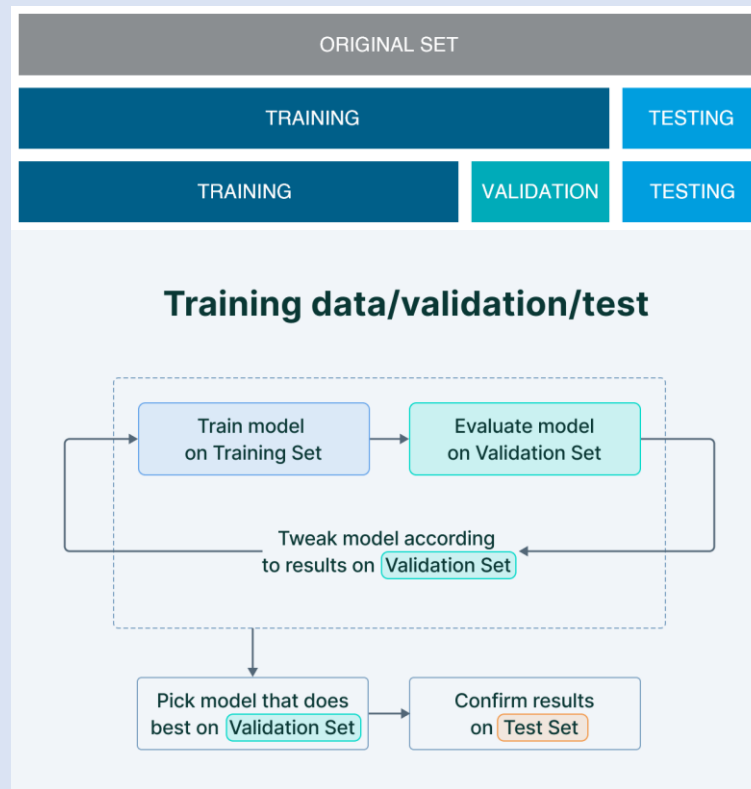 ORIGINAL SET
TRAINING
TESTING
TRAINING
VALIDATION
TESTING
Training data/validation/test
Train model
on Training Set
Evaluate model
on Validation Set
Tweak model according
to results on Validation Set
Pick model that does
best on Validation Set
Confirm results
on Test Set